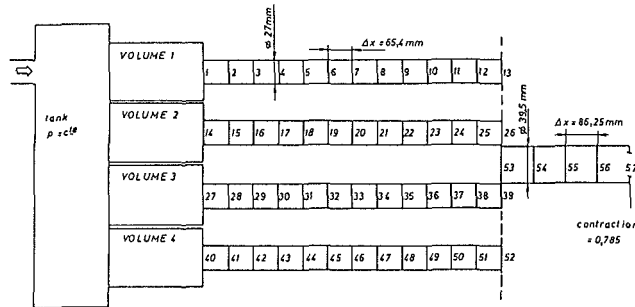 VOLUME 1
VOLUME 2
VOLUME 3
VOLUME 4
tank
p = cte
ø 27mm
Δx = 65,4 mm
1 2 3 4 5 6 7 8 9 10 11 12 13
14 15 16 17 18 19 20 21 22 23 24 25 26
ø 39,5 mm
Δx = 86,25 mm
53 54 55 56 57
27 28 29 30 31 32 33 34 35 36 37 38 39
contraction
= 0,785
40 41 42 43 44 45 46 47 48 49 50 51 52